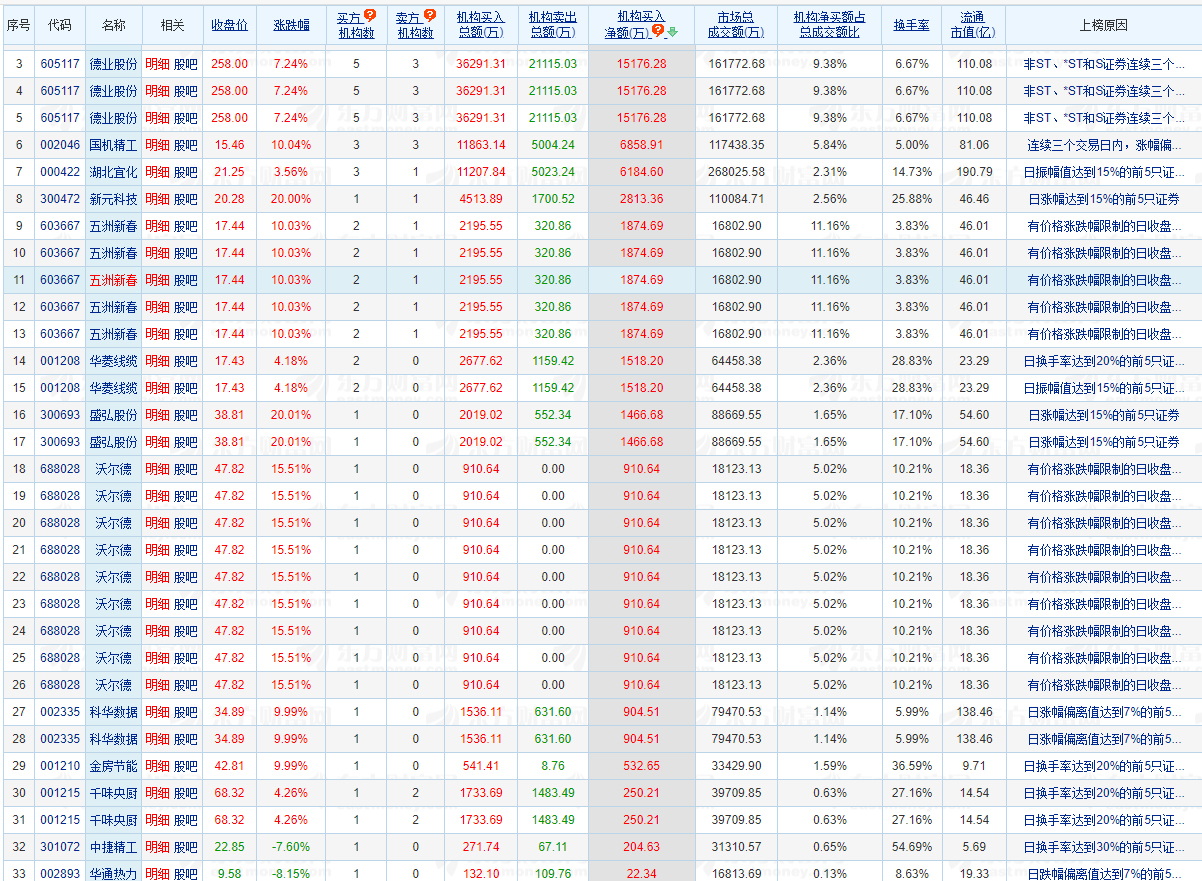 序号 代码 名称 相关 收盘价 涨跌幅 买方机构数 卖方机构数 机构买入总额(万) 机构卖出总额(万) 机构买入净额(万) 市场总成交额(万) 机构净买额占总成交额比 换手率 流通市值(亿) 上榜原因
3 605117 德业股份 明细 股吧 258.00 7.24% 5 3 36291.31 21115.03 15176.28 161772.68 9.38% 6.67% 110.08 非ST、*ST和S证券连续三个...
4 605117 德业股份 明细 股吧 258.00 7.24% 5 3 36291.31 21115.03 15176.28 161772.68 9.38% 6.67% 110.08 非ST、*ST和S证券连续三个...
5 605117 德业股份 明细 股吧 258.00 7.24% 5 3 36291.31 21115.03 15176.28 161772.68 9.38% 6.67% 110.08 非ST、*ST和S证券连续三个...
6 002046 国机精工 明细 股吧 15.46 10.04% 3 3 11863.14 5004.24 6858.91 117438.35 5.84% 5.00% 81.06 连续三个交易日内，涨幅偏...
7 000422 湖北宜化 明细 股吧 21.25 3.56% 3 1 11207.84 5023.24 6184.60 268025.58 2.31% 14.73% 190.79 日振幅值达到15%的前5只证...
8 300472 新元科技 明细 股吧 20.28 20.00% 1 1 4513.89 1700.52 2813.36 110084.71 2.56% 25.88% 46.46 日涨幅达到15%的前5只证券
9 603667 五洲新春 明细 股吧 17.44 10.03% 2 1 2195.55 320.86 1874.69 16802.90 11.16% 3.83% 46.01 有价格涨跌幅限制的日收盘...
10 603667 五洲新春 明细 股吧 17.44 10.03% 2 1 2195.55 320.86 1874.69 16802.90 11.16% 3.83% 46.01 有价格涨跌幅限制的日收盘...
11 603667 五洲新春 明细 股吧 17.44 10.03% 2 1 2195.55 320.86 1874.69 16802.90 11.16% 3.83% 46.01 有价格涨跌幅限制的日收盘...
12 603667 五洲新春 明细 股吧 17.44 10.03% 2 1 2195.55 320.86 1874.69 16802.90 11.16% 3.83% 46.01 有价格涨跌幅限制的日收盘...
13 603667 五洲新春 明细 股吧 17.44 10.03% 2 1 2195.55 320.86 1874.69 16802.90 11.16% 3.83% 46.01 有价格涨跌幅限制的日收盘...
14 001208 华菱线缆 明细 股吧 17.43 4.18% 2 0 2677.62 1159.42 1518.20 64458.38 2.36% 28.83% 23.29 日换手率达到20%的前5只证...
15 001208 华菱线缆 明细 股吧 17.43 4.18% 2 0 2677.62 1159.42 1518.20 64458.38 2.36% 28.83% 23.29 日振幅值达到15%的前5只证...
16 300693 盛弘股份 明细 股吧 38.81 20.01% 1 0 2019.02 552.34 1466.68 88669.55 1.65% 17.10% 54.60 日涨幅达到15%的前5只证券
17 300693 盛弘股份 明细 股吧 38.81 20.01% 1 0 2019.02 552.34 1466.68 88669.55 1.65% 17.10% 54.60 日涨幅达到15%的前5只证券
18 688028 沃尔德 明细 股吧 47.82 15.51% 1 0 910.64 0.00 910.64 18123.13 5.02% 10.21% 18.36 有价格涨跌幅限制的日收盘...
19 688028 沃尔德 明细 股吧 47.82 15.51% 1 0 910.64 0.00 910.64 18123.13 5.02% 10.21% 18.36 有价格涨跌幅限制的日收盘...
20 688028 沃尔德 明细 股吧 47.82 15.51% 1 0 910.64 0.00 910.64 18123.13 5.02% 10.21% 18.36 有价格涨跌幅限制的日收盘...
21 688028 沃尔德 明细 股吧 47.82 15.51% 1 0 910.64 0.00 910.64 18123.13 5.02% 10.21% 18.36 有价格涨跌幅限制的日收盘...
22 688028 沃尔德 明细 股吧 47.82 15.51% 1 0 910.64 0.00 910.64 18123.13 5.02% 10.21% 18.36 有价格涨跌幅限制的日收盘...
23 688028 沃尔德 明细 股吧 47.82 15.51% 1 0 910.64 0.00 910.64 18123.13 5.02% 10.21% 18.36 有价格涨跌幅限制的日收盘...
24 688028 沃尔德 明细 股吧 47.82 15.51% 1 0 910.64 0.00 910.64 18123.13 5.02% 10.21% 18.36 有价格涨跌幅限制的日收盘...
25 688028 沃尔德 明细 股吧 47.82 15.51% 1 0 910.64 0.00 910.64 18123.13 5.02% 10.21% 18.36 有价格涨跌幅限制的日收盘...
26 688028 沃尔德 明细 股吧 47.82 15.51% 1 0 910.64 0.00 910.64 18123.13 5.02% 10.21% 18.36 有价格涨跌幅限制的日收盘...
27 002335 科华数据 明细 股吧 34.89 9.99% 1 0 1536.11 631.60 904.51 79470.53 1.14% 5.99% 138.46 日涨幅偏离值达到7%的前5...
28 002335 科华数据 明细 股吧 34.89 9.99% 1 0 1536.11 631.60 904.51 79470.53 1.14% 5.99% 138.46 日涨幅偏离值达到7%的前5...
29 001210 金房节能 明细 股吧 42.81 9.99% 1 0 541.41 8.76 532.65 33429.90 1.59% 36.59% 9.71 日换手率达到20%的前5只证...
30 001215 千味央厨 明细 股吧 68.32 4.26% 1 2 1733.69 1483.49 250.21 39709.85 0.63% 27.16% 14.54 日换手率达到20%的前5只证...
31 001215 千味央厨 明细 股吧 68.32 4.26% 1 2 1733.69 1483.49 250.21 39709.85 0.63% 27.16% 14.54 日换手率达到20%的前5只证...
32 301072 中捷精工 明细 股吧 22.85 -7.60% 1 0 271.74 67.11 204.63 31310.57 0.65% 54.69% 5.69 日换手率达到30%的前5只证...
33 002893 华通热力 明细 股吧 9.58 -8.15% 1 0 132.10 109.76 22.34 16813.69 0.13% 8.63% 19.33 日跌幅偏离值达到7%的前5...